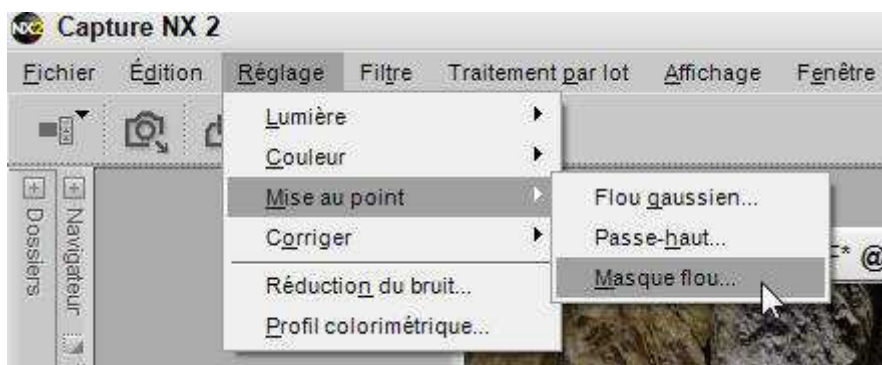 NX2 Capture NX 2
Fichier Édition Réglage Filtre Traitement par lot Affichage Fenêtre
Lumière
Couleur
Mise au point
Corriger
Réduction du bruit...
Profil colorimétrique...
Flou gaussien...
Passe-haut...
Masque flou...
F* @
Dossiers
Navigateur